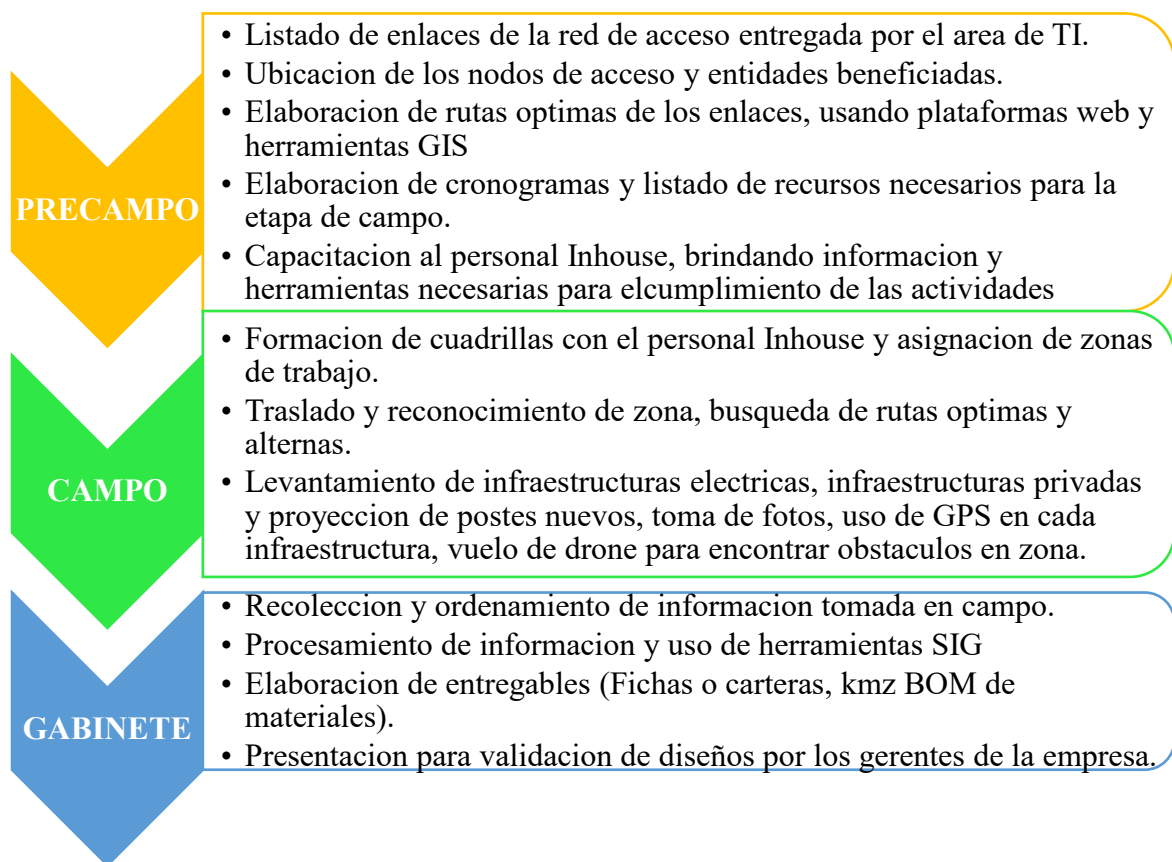 PRECAMPO
• Listado de enlaces de la red de acceso entregada por el area de TI.
• Ubicacion de los nodos de acceso y entidades beneficiadas.
• Elaboracion de rutas optimas de los enlaces, usando plataformas web y
herramientas GIS
• Elaboracion de cronogramas y listado de recursos necesarios para la
etapa de campo.
• Capacitacion al personal Inhouse, brindando informacion y
herramientas necesarias para elcumplimiento de las actividades
CAMPO
• Formacion de cuadrillas con el personal Inhouse y asignacion de zonas
de trabajo.
• Traslado y reconocimiento de zona, busqueda de rutas optimas y
alternas.
• Levantamiento de infraestructuras electricas, infraestructuras privadas
y proyeccion de postes nuevos, toma de fotos, uso de GPS en cada
infraestructura, vuelo de drone para encontrar obstaculos en zona.
GABINETE
• Recoleccion y ordenamiento de informacion tomada en campo.
• Procesamiento de informacion y uso de herramientas SIG
• Elaboracion de entregables (Fichas o carteras, kmz BOM de
materiales).
• Presentacion para validacion de diseños por los gerentes de la empresa.